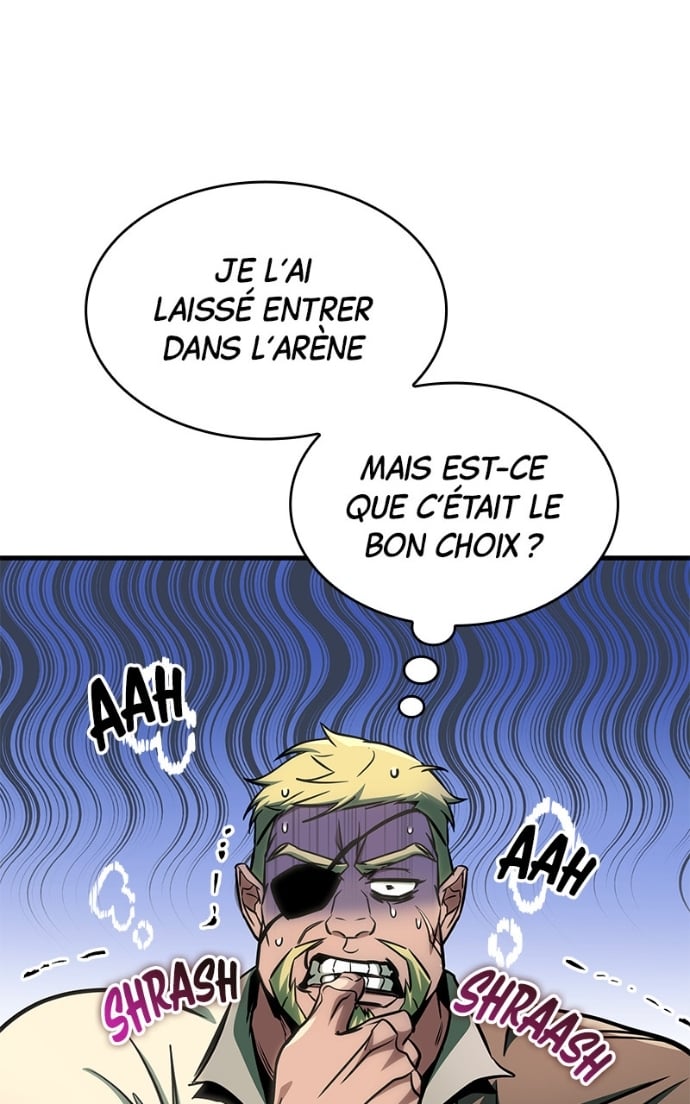 JE L'AI
LAISSÉ ENTRER
DANS L'ARÈNE
MAIS EST-CE
QUE C'ÉTAIT LE
BON CHOIX ?
AAH
AAH
SHRASH
SHRAASH